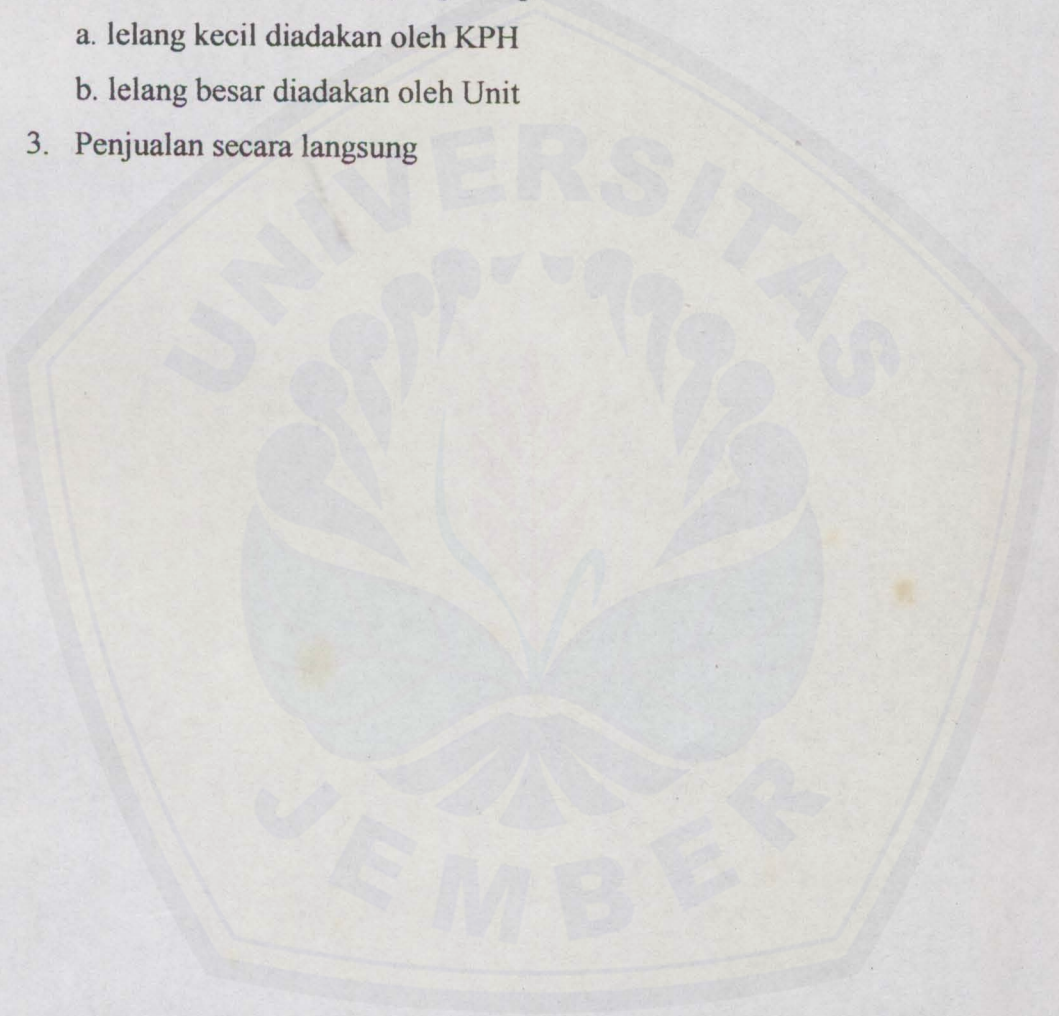 a. lelang kecil diadakan oleh KPH
b. lelang besar diadakan oleh Unit
3. Penjualan secara langsung
UNIVERSITAS
JEMBER